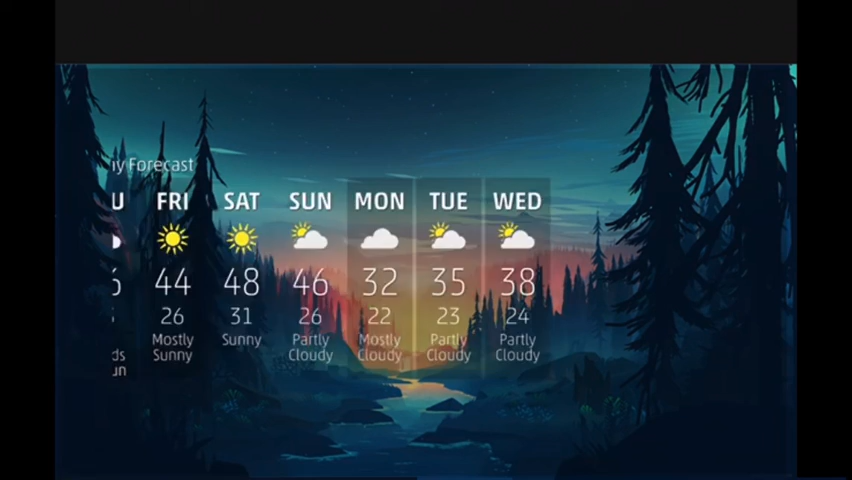 Forecast
FRI SAT SUN MON TUE WED
44 48 46 32 35 38
26 31 26 22 23 24
Mostly Sunny Partly Mostly Partly Partly
Sunny Cloudy Cloudy Cloudy Cloudy